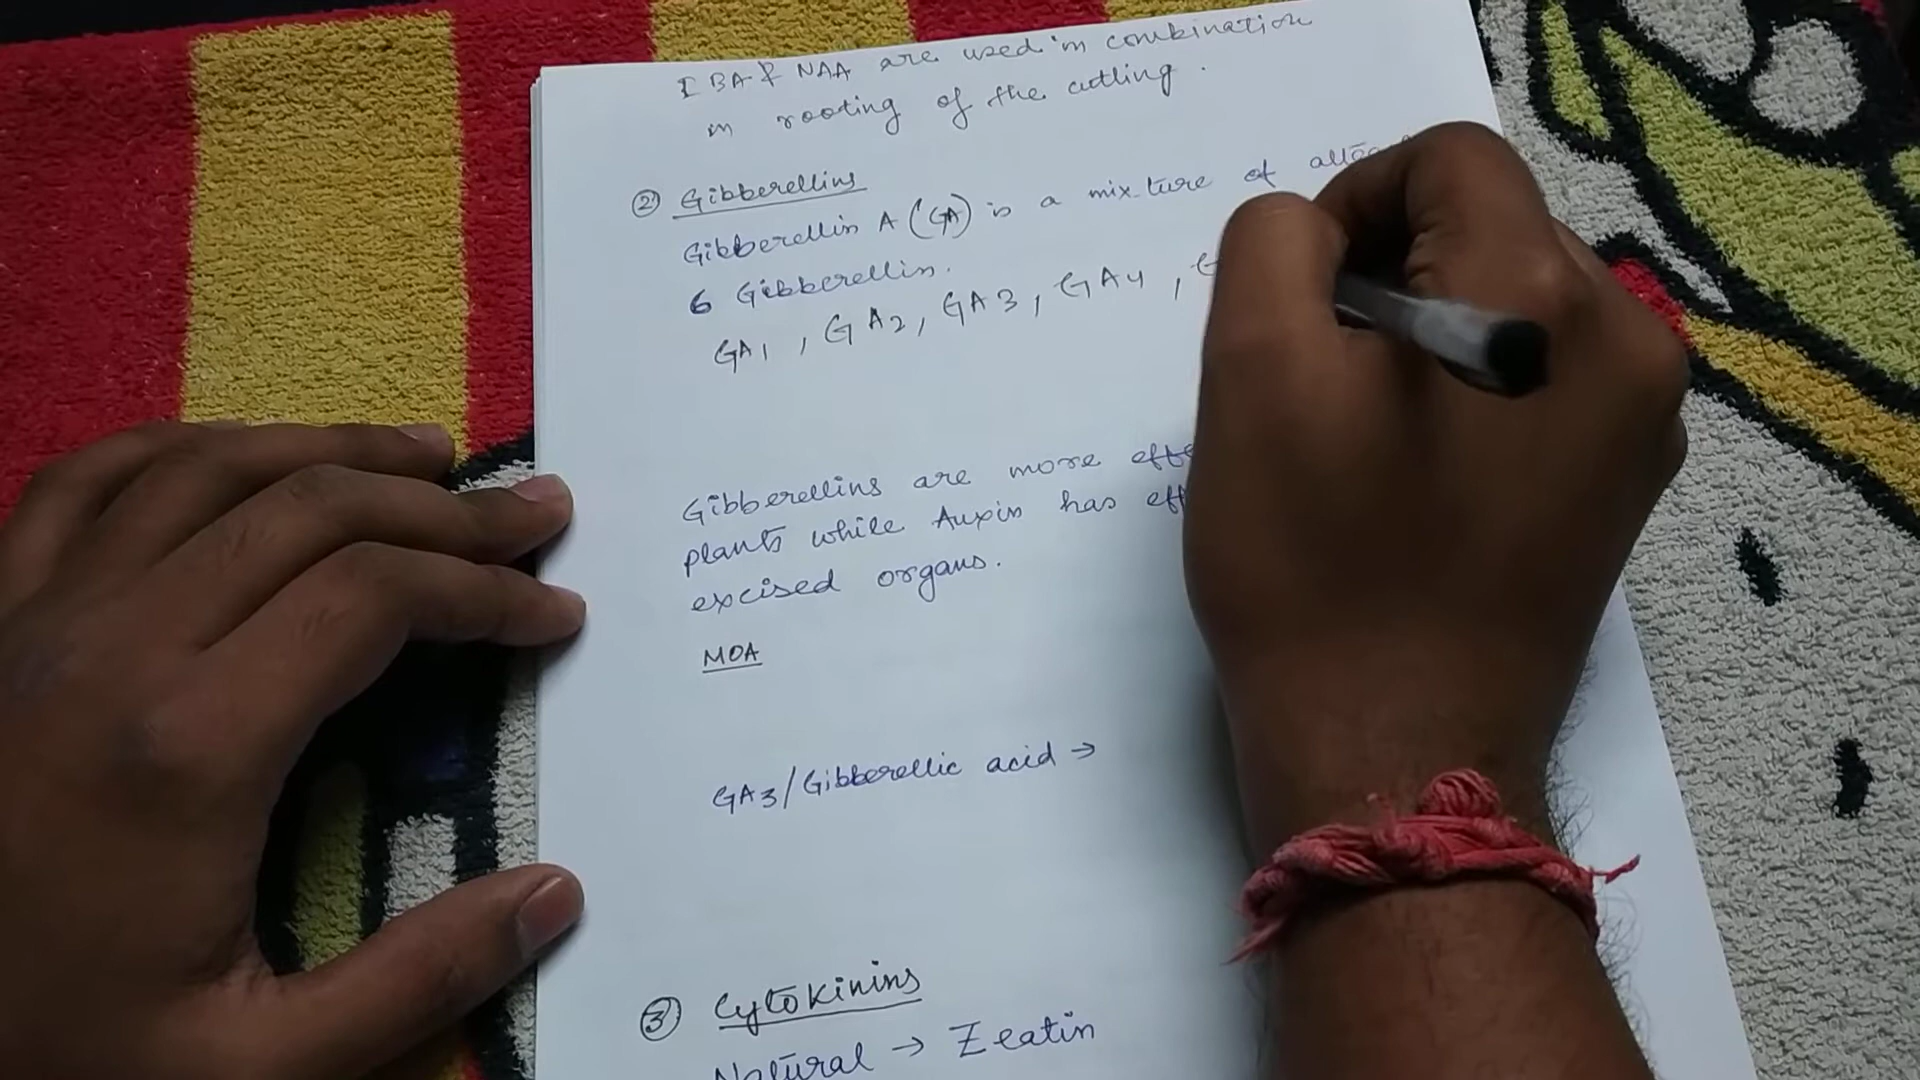 IBA & NAA are used in combination
in rooting of the cutting.
② Gibberellins
Gibberellin A (GA) is a mixture of
6 Gibberellin.
GA1, GA2, GA3, GA4, G
Gibberellins are more
plants while Auxin has
excised organs.
MOA
GA3/Gibberellic acid →
③ Cytokinins
Natural → Zeatin